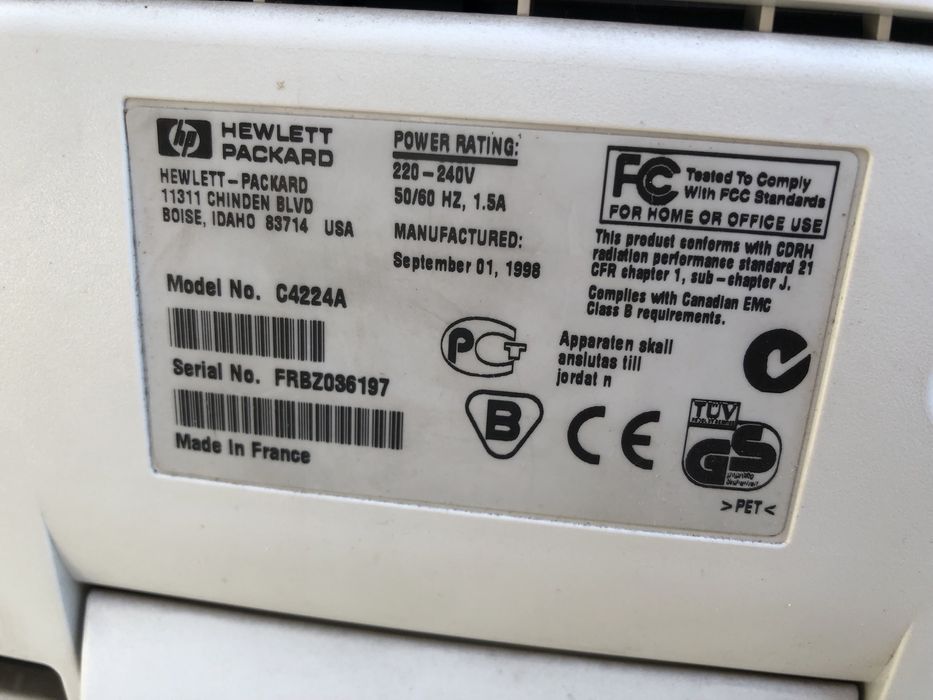 hp HEWLETT
PACKARD
HEWLETT-PACKARD
11311 CHINDEN BLVD
BOISE, IDAHO 83714 USA
Model No. C4224A
Serial No. FRBZ036197
Made In France
POWER RATING:
220-240V
50/60 HZ, 1.5A
MANUFACTURED:
September 01, 1998
FC Tested To Comply
With FCC Standards
FOR HOME OR OFFICE USE
This product conforms with CDRH
radiation performance standard 21
CFR chapter 1, sub-chapter J.
Complies with Canadian EMC
Class B requirements.
Apparaten skall
anslutas till
jordat n
PCT
B
CE
TÜV
GS
>PET<